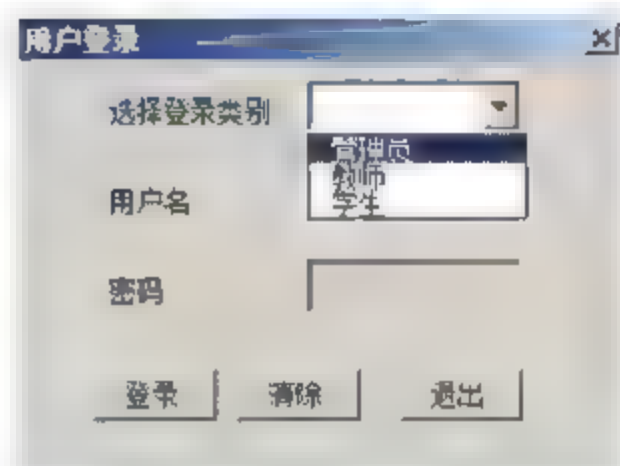 用户登录
选择登录类别
管理员
教师
学生
用户名
密码
登录 清除 退出